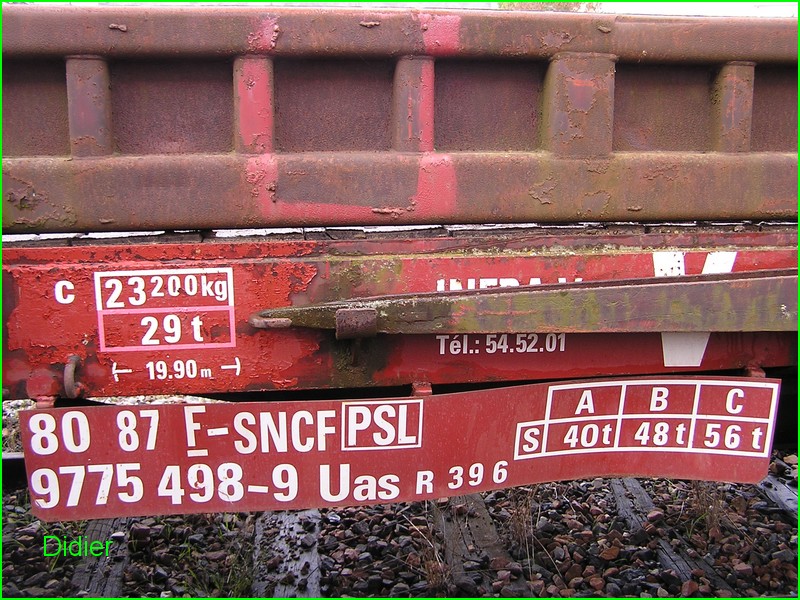 C 23200kg
29 t
19.90 m
Tél.: 54.52.01
80 87 F-SNCF PSL
9775 498-9 Uas R 396
A B C
S 40t 48t 56t
Didier